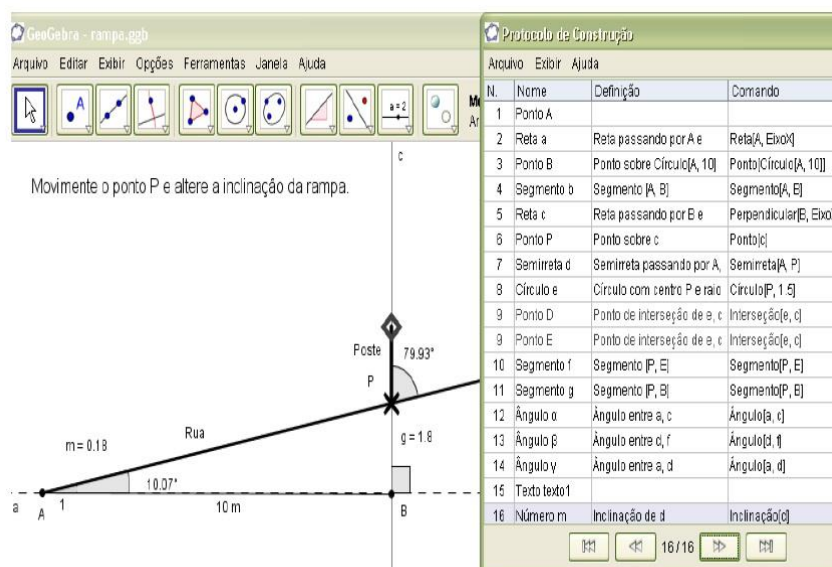 GeoGebra - rampa.ggb
Arquivo Editar Exibir Opções Ferramentas Janela Ajuda
A
a = 2
Movimente o ponto P e altere a inclinação da rampa.
c
Poste
79.93°
P
Rua
m = 0.18
g = 1.8
10.07°
1
10 m
a
A
B
Protocolo de Construção
Arquivo Exibir Ajuda
N. Nome Definição Comando
1 Ponto A
2 Reta a Reta passando por A e Reta[A, EixoX]
3 Ponto B Ponto sobre Círculo[A, 10] Ponto[Círculo[A, 10]]
4 Segmento b Segmento [A, B] Segmento[A, B]
5 Reta c Reta passando por B e Perpendicular[B, Eixo
6 Ponto P Ponto sobre c Ponto[c]
7 Semirreta d Semirreta passando por A, Semirreta[A, P]
8 Círculo e Círculo com centro P e raio Círculo[P, 1.5]
9 Ponto D Ponto de interseção de e, c Interseção[e, c]
9 Ponto E Ponto de interseção de e, c Interseção[e, c]
10 Segmento f Segmento [P, E] Segmento[P, E]
11 Segmento g Segmento [P, B] Segmento[P, B]
12 Ângulo α Ângulo entre a, c Ângulo[a, c]
13 Ângulo β Ângulo entre d, f Ângulo[d, f]
14 Ângulo γ Ângulo entre a, d Ângulo[a, d]
15 Texto texto1
16 Número m Inclinação de d Inclinação[d]
16/16